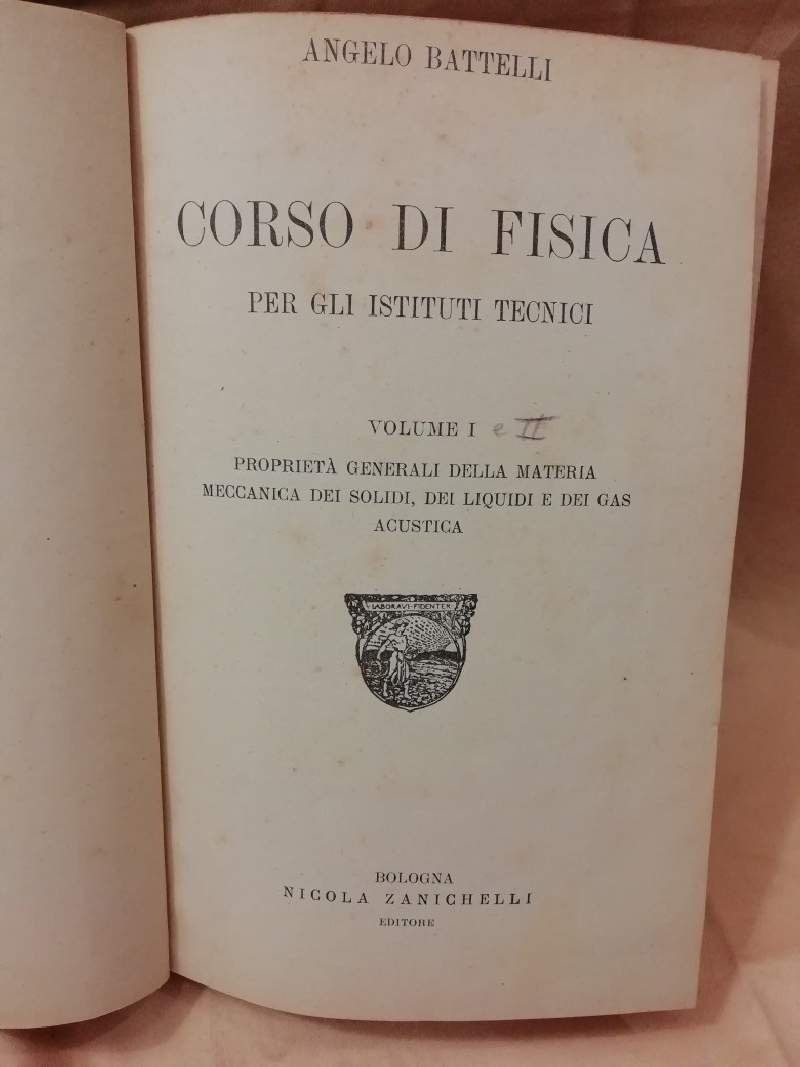 ANGELO BATTELLI
CORSO DI FISICA
PER GLI ISTITUTI TECNICI
VOLUME I e II
PROPRIETÀ GENERALI DELLA MATERIA
MECCANICA DEI SOLIDI, DEI LIQUIDI E DEI GAS
ACUSTICA
LABORAVI·FIDENTER
BOLOGNA
NICOLA ZANICHELLI
EDITORE